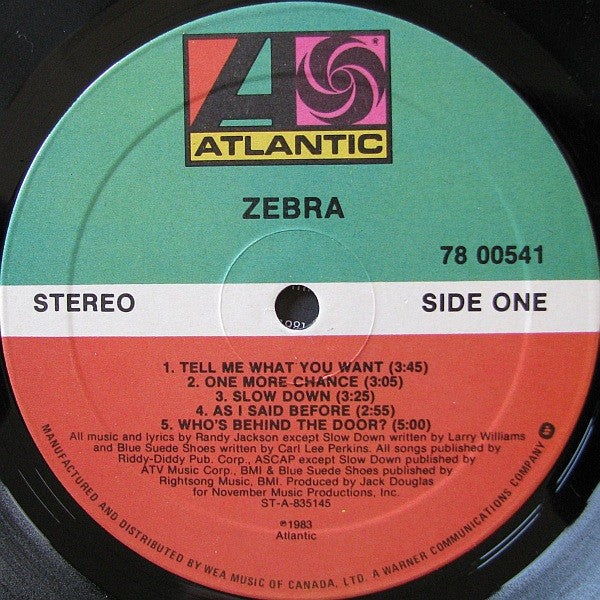 ATLANTIC
ZEBRA
78 00541
STEREO
SIDE ONE
1. TELL ME WHAT YOU WANT (3:45)
2. ONE MORE CHANCE (3:05)
3. SLOW DOWN (3:25)
4. AS I SAID BEFORE (2:55)
5. WHO'S BEHIND THE DOOR? (5:00)
All music and lyrics by Randy Jackson except Slow Down written by Larry Williams
and Blue Suede Shoes written by Carl Lee Perkins. All songs published by
Riddy-Diddy Pub. Corp., ASCAP except Slow Down published by
ATV Music Corp., BMI & Blue Suede Shoes published by
Rightsong Music, BMI. Produced by Jack Douglas
for November Music Productions, Inc.
ST-A-835145
℗1983
Atlantic
MANUFACTURED AND DISTRIBUTED BY WEA MUSIC OF CANADA, LTD. A WARNER COMMUNICATIONS COMPANY